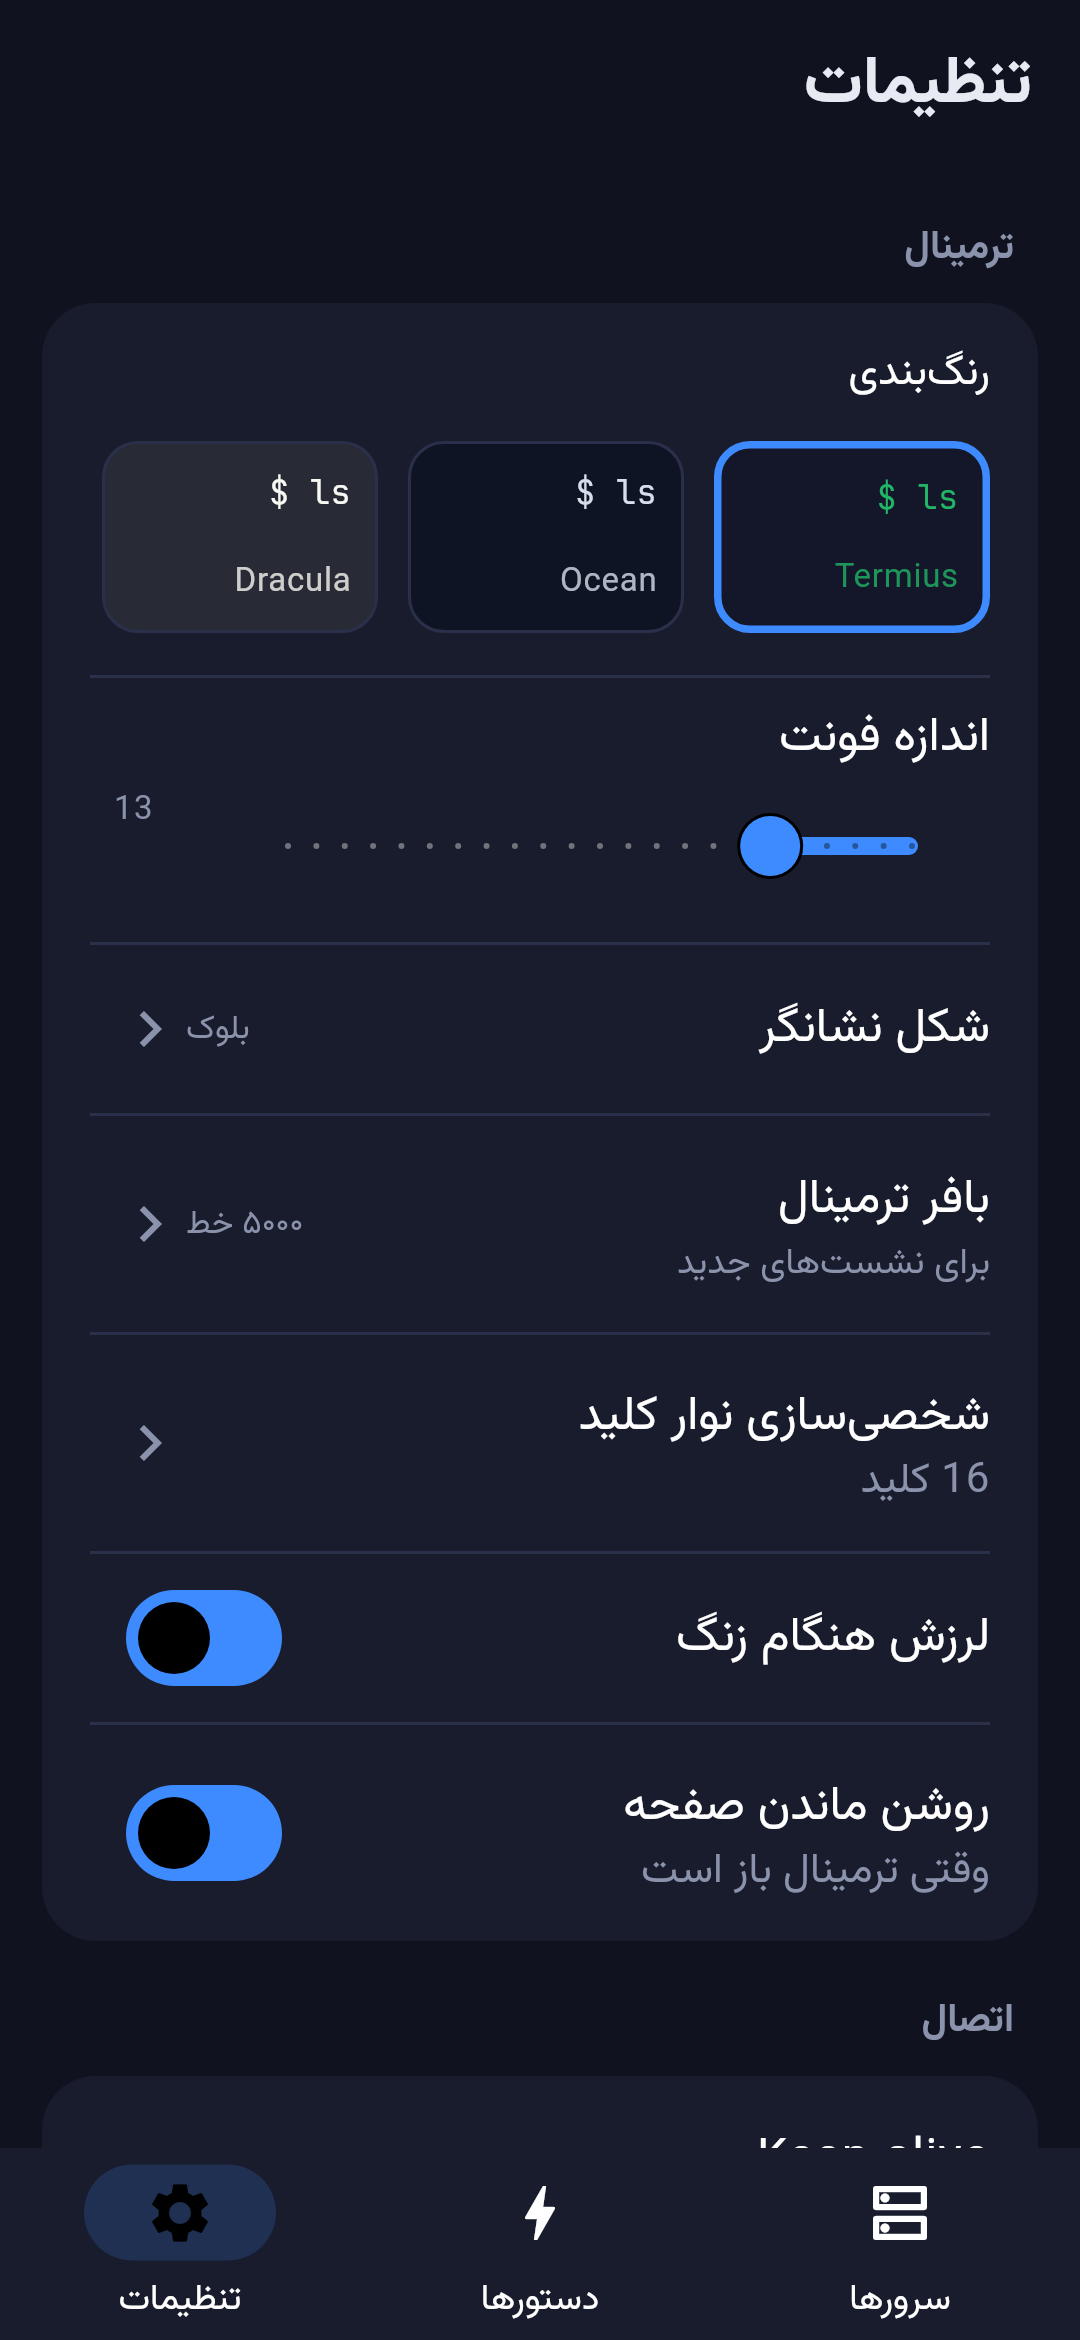 تنظیمات
ترمینال
رنگ‌بندی
$ ls
Termius
$ ls
Ocean
$ ls
Dracula
اندازه فونت
13
شکل نشانگر
بلوک
بافر ترمینال
برای نشست‌های جدید
۵۰۰۰ خط
شخصی‌سازی نوار کلید
16 کلید
لرزش هنگام زنگ
روشن ماندن صفحه
وقتی ترمینال باز است
اتصال
سرورها
دستورها
تنظیمات